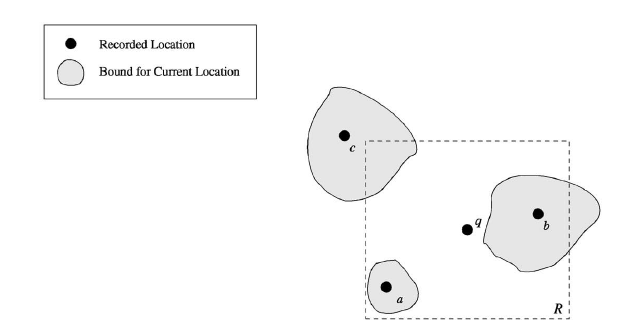 Recorded Location
Bound for Current Location
c
q
b
a
R